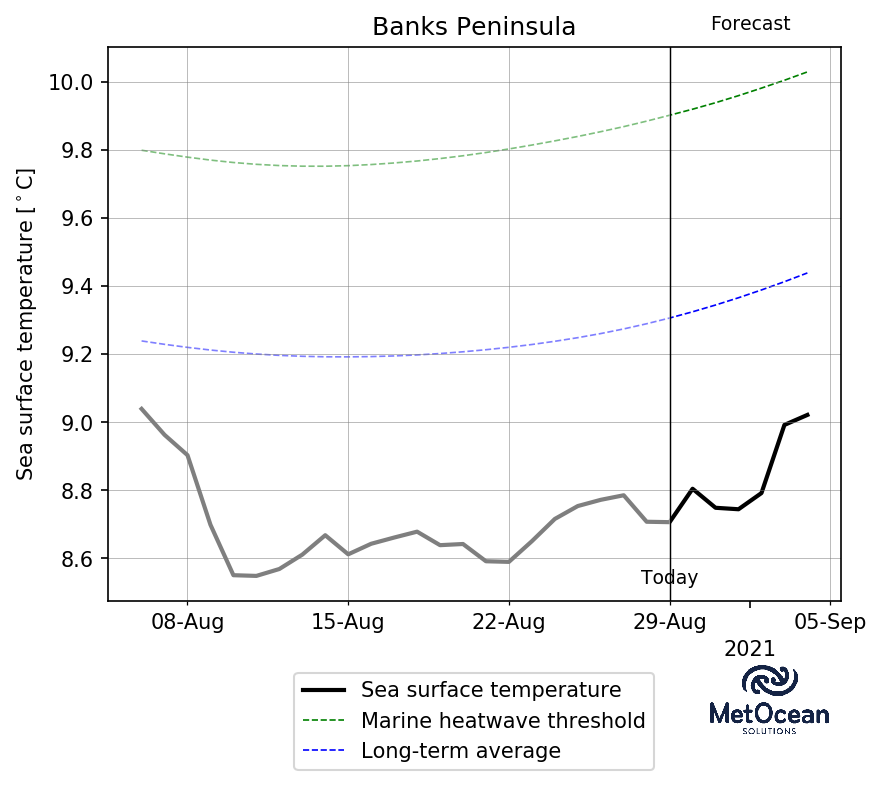 Banks Peninsula
Forecast
Sea surface temperature [°C]
10.0
9.8
9.6
9.4
9.2
9.0
8.8
8.6
Today
08-Aug
15-Aug
22-Aug
29-Aug
05-Sep
2021
Sea surface temperature
Marine heatwave threshold
Long-term average
MetOcean
SOLUTIONS